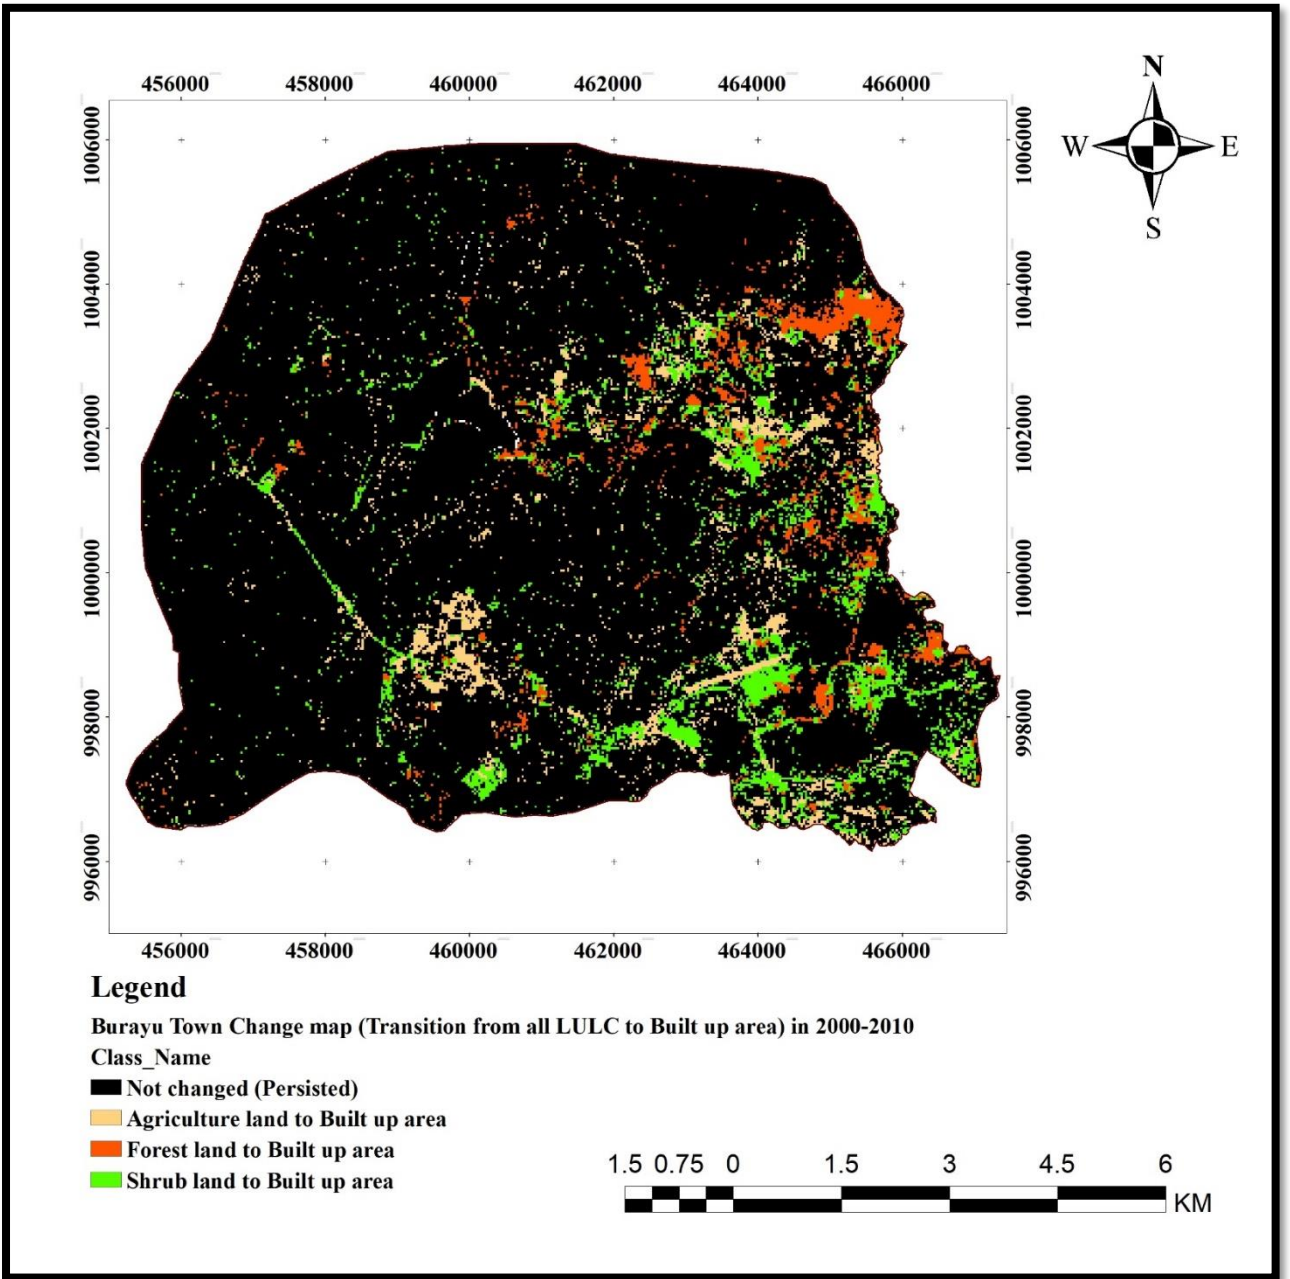 N
W E
S
456000 458000 460000 462000 464000 466000
1006000 1006000
1004000 1004000
1002000 1002000
1000000 1000000
998000 998000
996000 996000
456000 458000 460000 462000 464000 466000
Legend
Burayu Town Change map (Transition from all LULC to Built up area) in 2000-2010
Class_Name
Not changed (Persisted)
Agriculture land to Built up area
Forest land to Built up area
Shrub land to Built up area
1.5 0.75 0 1.5 3 4.5 6
KM